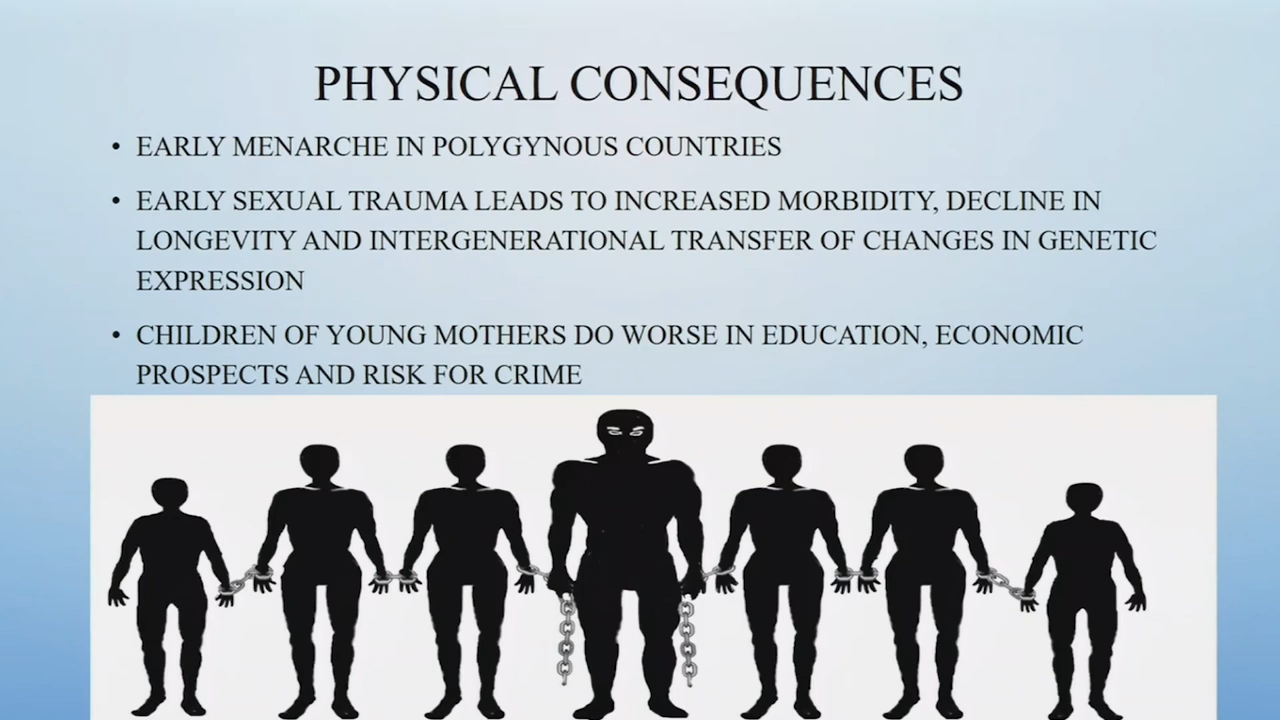 PHYSICAL CONSEQUENCES
• EARLY MENARCHE IN POLYGYNOUS COUNTRIES
• EARLY SEXUAL TRAUMA LEADS TO INCREASED MORBIDITY, DECLINE IN
LONGEVITY AND INTERGENERATIONAL TRANSFER OF CHANGES IN GENETIC
EXPRESSION
• CHILDREN OF YOUNG MOTHERS DO WORSE IN EDUCATION, ECONOMIC
PROSPECTS AND RISK FOR CRIME